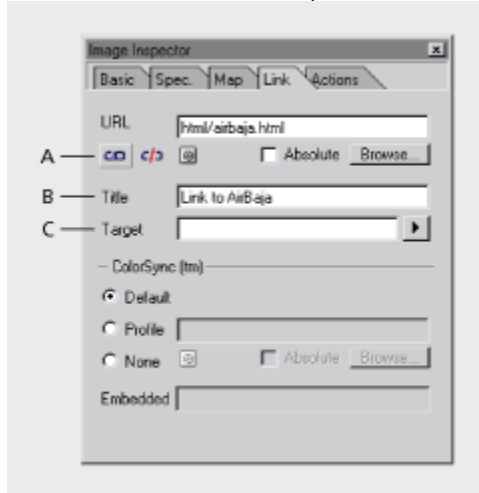 Image Inspector
Basic Spec. Map Link Actions
URL html/airbaja.html
A Absolute Browse...
B Title Link to AirBaja
C Target
ColorSync (tm)
Default
Profile
None Absolute Browse...
Embedded